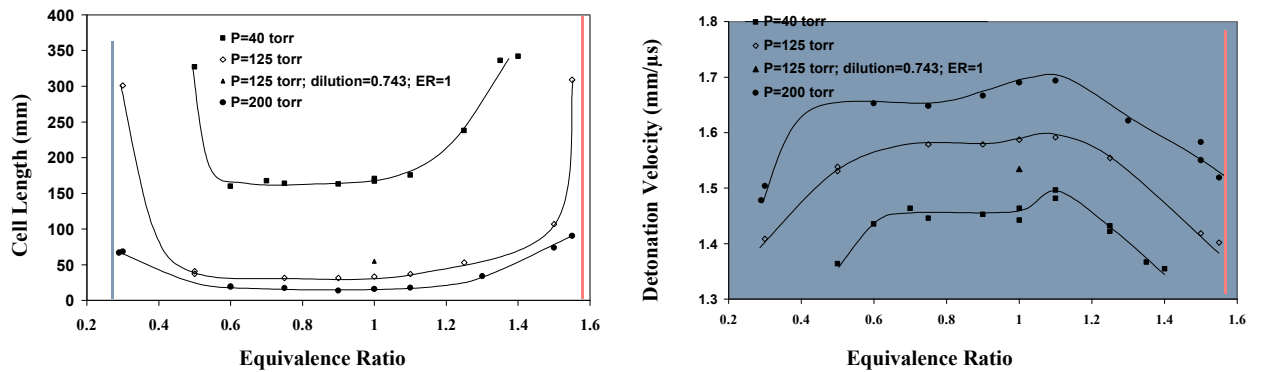 400
350
300
250
200
150
100
50
0
Cell Length (mm)
P=40 torr
P=125 torr
P=125 torr; dilution=0.743; ER=1
P=200 torr
0.2 0.4 0.6 0.8 1 1.2 1.4 1.6
Equivalence Ratio
1.8
1.7
1.6
1.5
1.4
1.3
Detonation Velocity (mm/µs)
P=40 torr
P=125 torr
P=125 torr; dilution=0.743; ER=1
P=200 torr
0.2 0.4 0.6 0.8 1 1.2 1.4 1.6
Equivalence Ratio